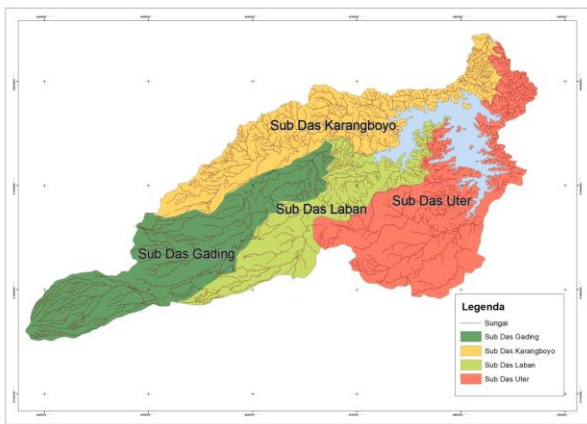 Sub Das Karangboyo
Sub Das Laban
Sub Das Uter
Sub Das Gading
Legenda
Sungai
Sub Das Gading
Sub Das Karangboyo
Sub Das Laban
Sub Das Uter